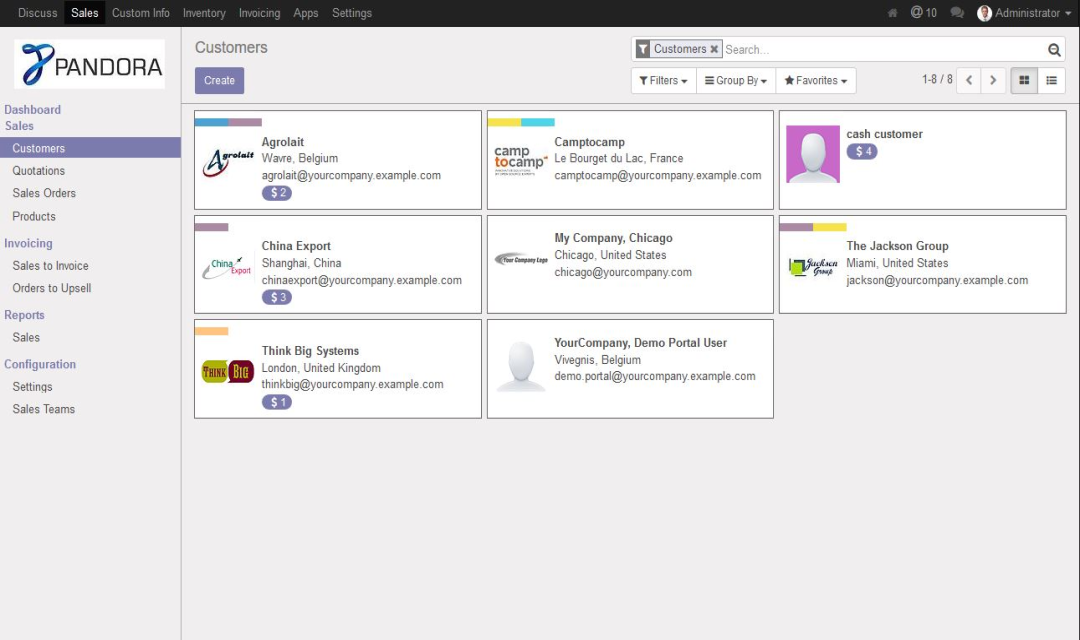 Discuss Sales Custom Info Inventory Invoicing Apps Settings @ 10 Administrator
PANDORA
Customers
Customers ✖ Search...
Create
Filters Group By Favorites 1-8 / 8
Dashboard
Sales
Customers
Quotations
Sales Orders
Products
Invoicing
Sales to Invoice
Orders to Upsell
Reports
Sales
Configuration
Settings
Sales Teams
Agrolait
Agrolait
Wavre, Belgium
agrolait@yourcompany.example.com
$ 2
camp
tocamp
Camptocamp
Le Bourget du Lac, France
camptocamp@yourcompany.example.com
cash customer
$ 4
China
Export
China Export
Shanghai, China
chinaexport@yourcompany.example.com
$ 3
Your Company Logo
My Company, Chicago
Chicago, United States
chicago@yourcompany.com
Jackson
Group
The Jackson Group
Miami, United States
jackson@yourcompany.example.com
THINK BIG
Think Big Systems
London, United Kingdom
thinkbig@yourcompany.example.com
$ 1
YourCompany, Demo Portal User
Vivegnis, Belgium
demo.portal@yourcompany.example.com